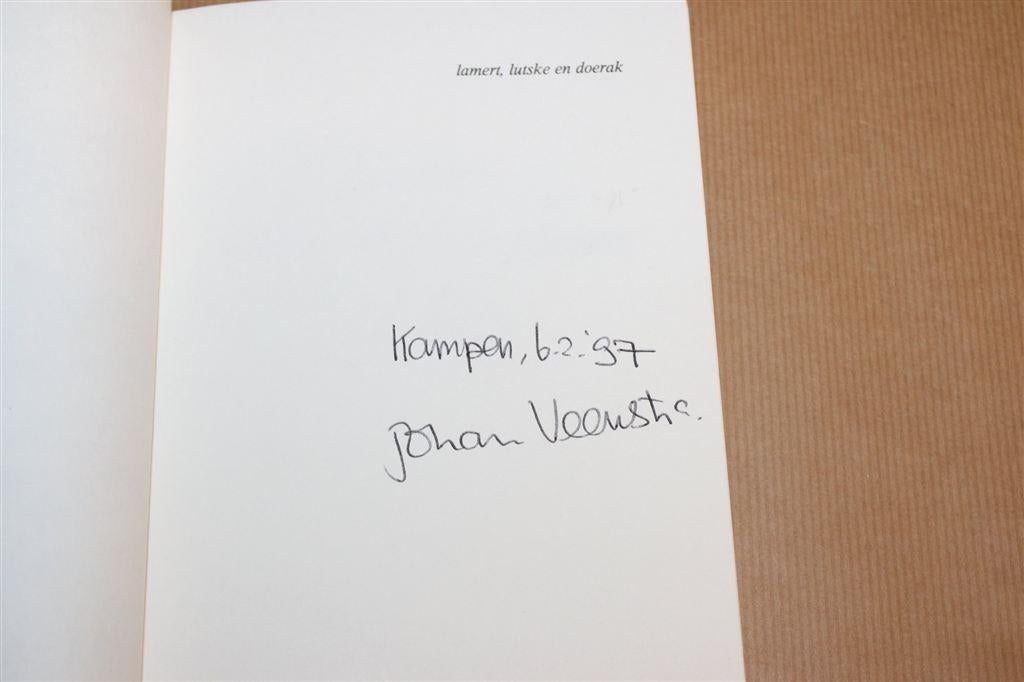 lamert, lutske en doerak
Kampen, 6.2.'97
Johan Veenstra.